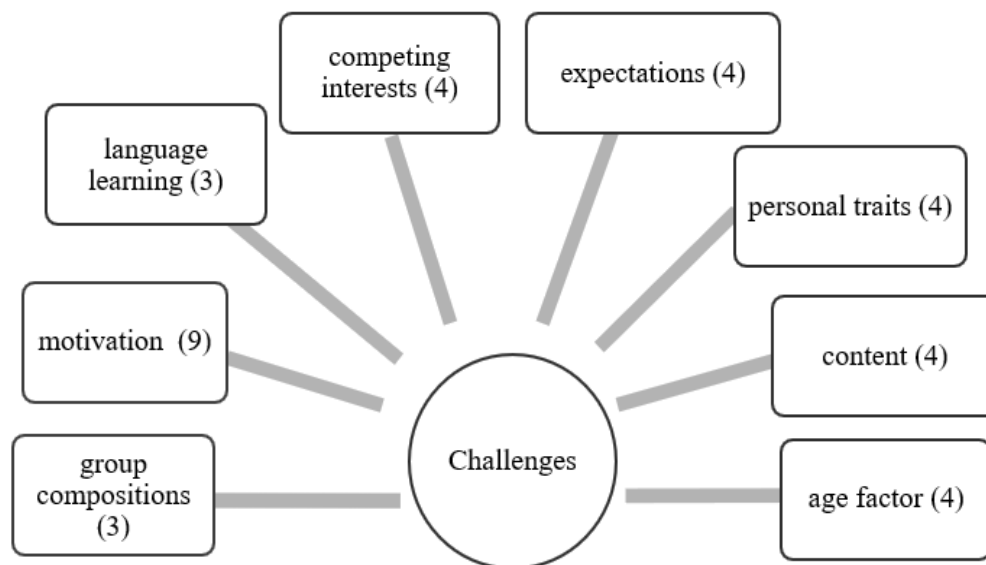 competing
interests (4)
expectations (4)
language
learning (3)
personal traits (4)
motivation (9)
content (4)
Challenges
group
compositions
(3)
age factor (4)